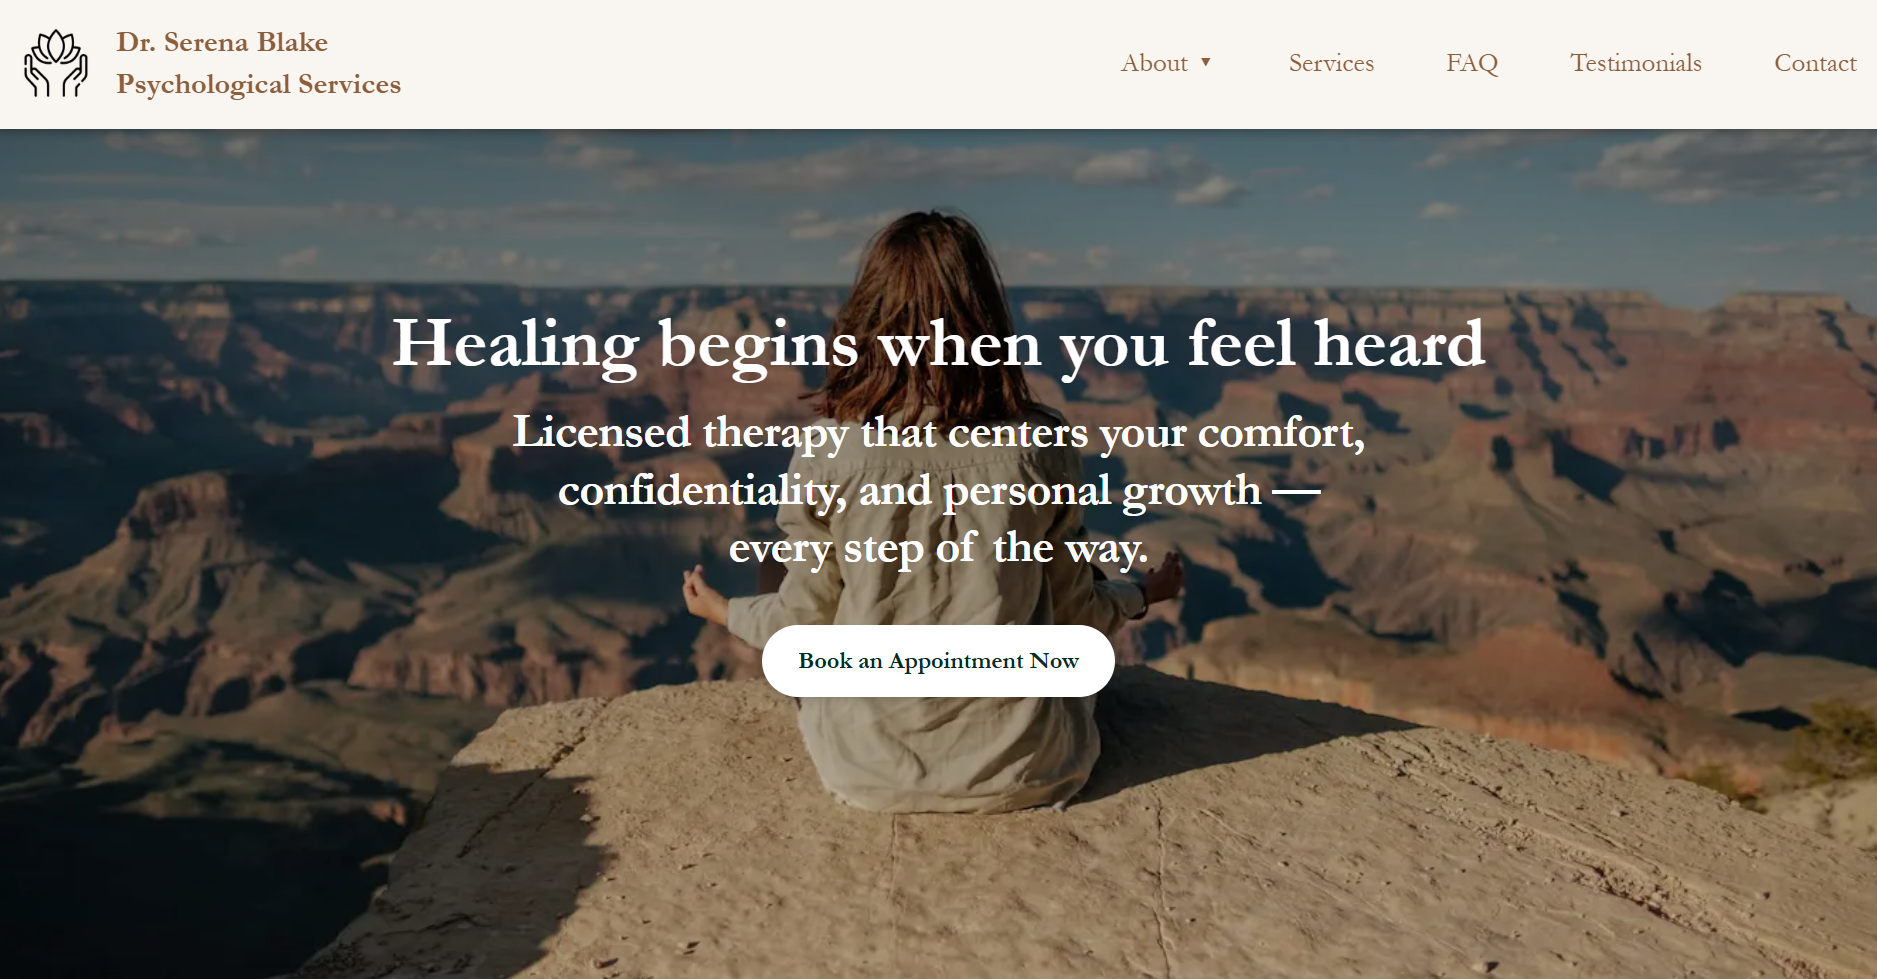 Dr. Serena Blake
Psychological Services
About ▼
Services
FAQ
Testimonials
Contact
Healing begins when you feel heard
Licensed therapy that centers your comfort,
confidentiality, and personal growth —
every step of the way.
Book an Appointment Now